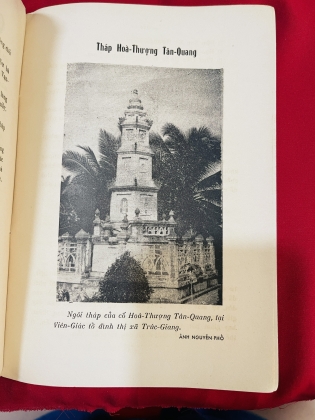 Tháp Hoà-Thượng Tân-Quang
Ngôi tháp của cố Hoà-Thượng Tân-Quang, tại
Viên-Giác tổ đình thị xã Trúc-Giang.
ẢNH NGUYỄN PHỐ